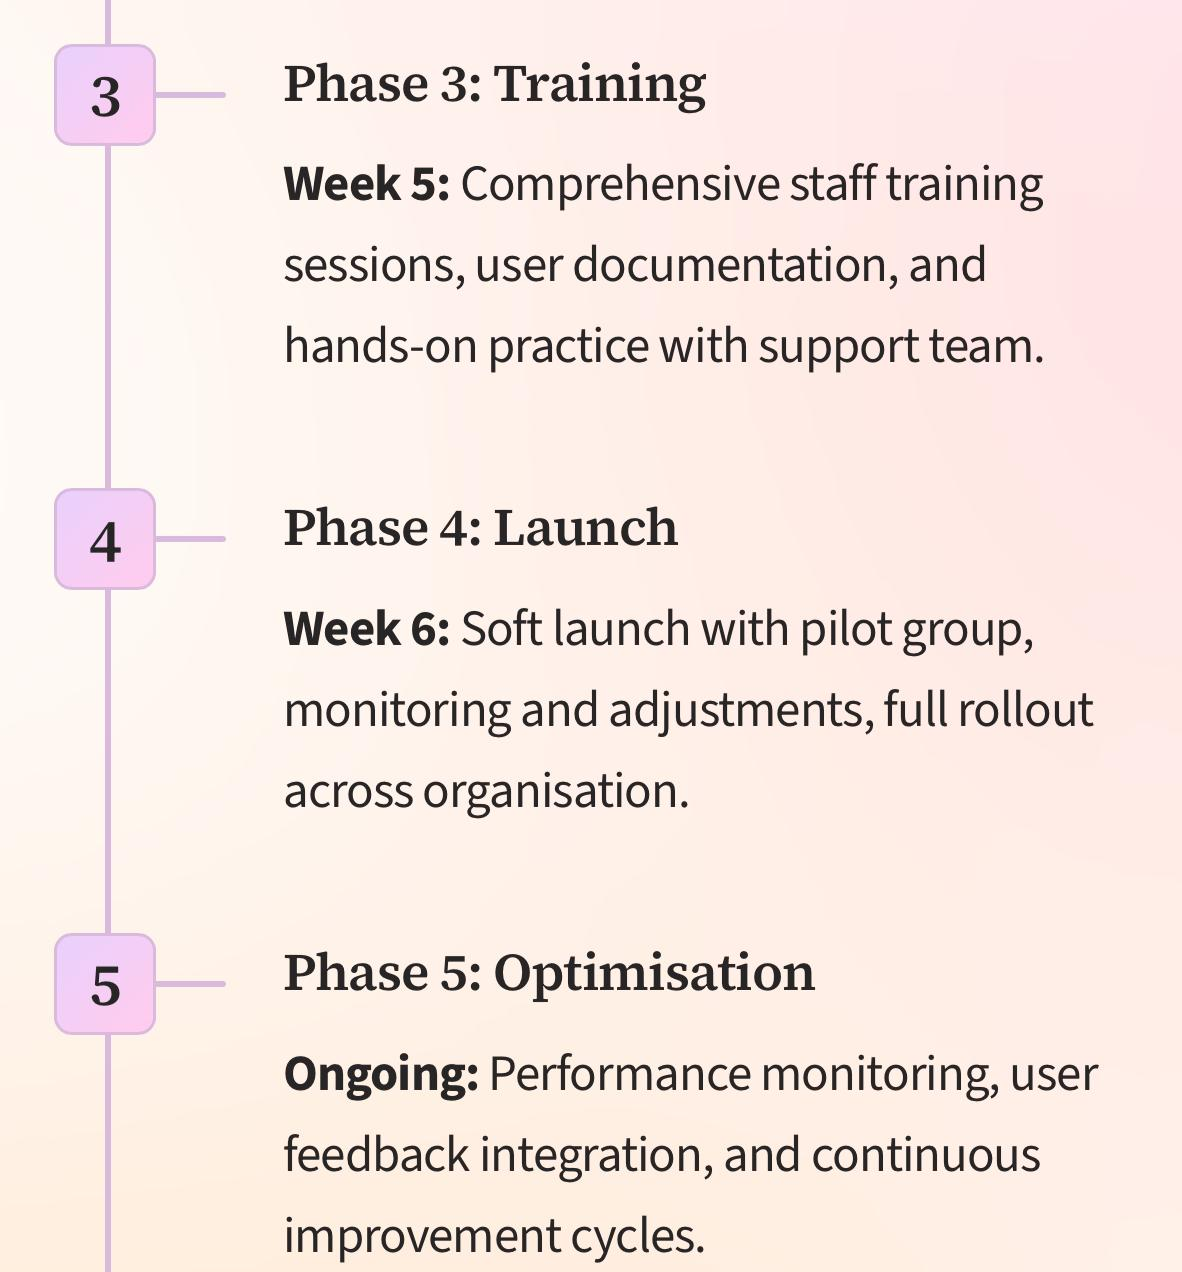 3
Phase 3: Training
Week 5: Comprehensive staff training
sessions, user documentation, and
hands-on practice with support team.
4
Phase 4: Launch
Week 6: Soft launch with pilot group,
monitoring and adjustments, full rollout
across organisation.
5
Phase 5: Optimisation
Ongoing: Performance monitoring, user
feedback integration, and continuous
improvement cycles.